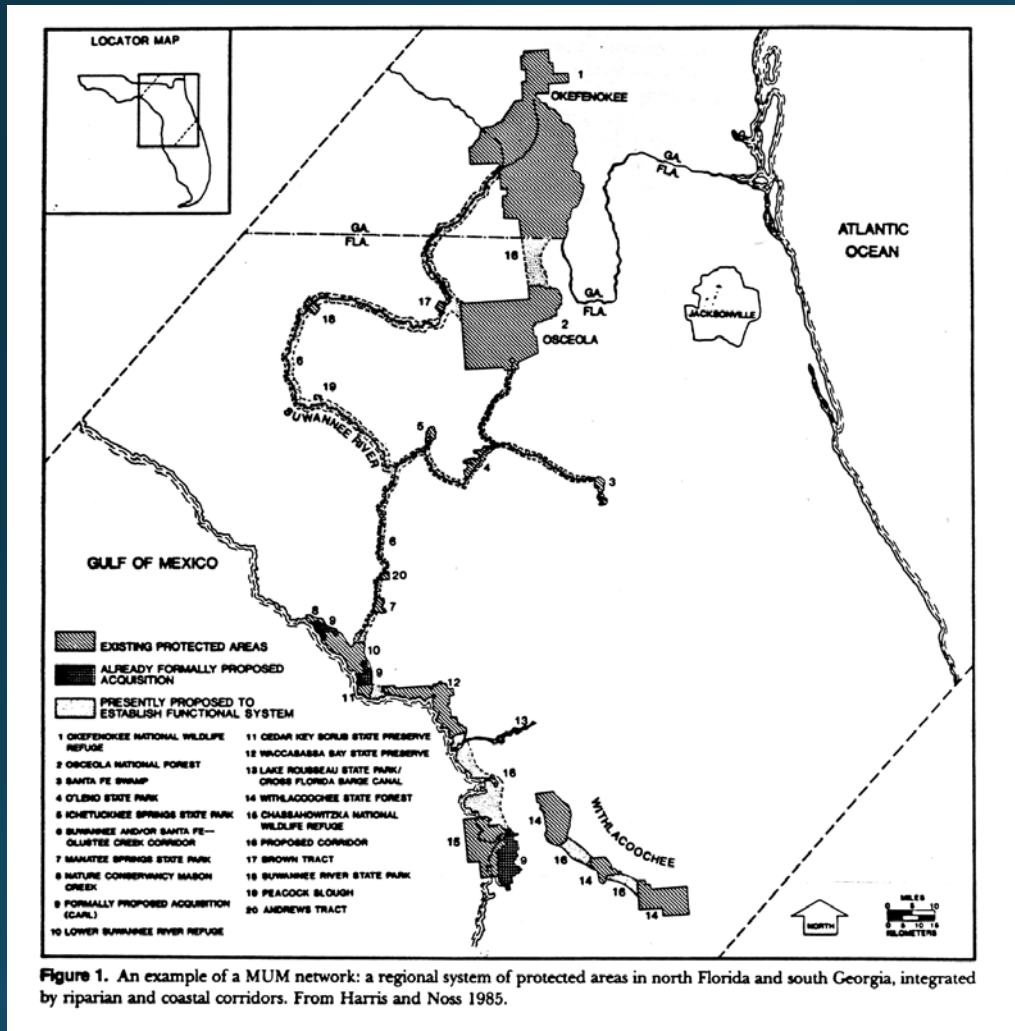 LOCATOR MAP
1
OKEFENOKEE
GA.
FLA.
GA.
FLA.
ATLANTIC
OCEAN
16
17
18
GA.
FLA.
JACKSONVILLE
2
OSCEOLA
6
19
SUWANNEE RIVER
5
4
3
6
GULF OF MEXICO
20
7
8
9
10
9
11
12
13
16
15
9
14
WITHLACOOCHEE
16
14
16
14
EXISTING PROTECTED AREAS
ALREADY FORMALLY PROPOSED
ACQUISITION
PRESENTLY PROPOSED TO
ESTABLISH FUNCTIONAL SYSTEM
1 OKEFENOKEE NATIONAL WILDLIFE
REFUGE
2 OSCEOLA NATIONAL FOREST
3 SANTA FE SWAMP
4 O'LENO STATE PARK
5 ICHETUCKNEE SPRINGS STATE PARK
6 SUWANNEE AND/OR SANTA FE—
OLUSTEE CREEK CORRIDOR
7 MANATEE SPRINGS STATE PARK
8 NATURE CONSERVANCY MASON
CREEK
9 FORMALLY PROPOSED ACQUISITION
(CARL)
10 LOWER SUWANNEE RIVER REFUGE
11 CEDAR KEY SCRUB STATE PRESERVE
12 WACCASASSA BAY STATE PRESERVE
13 LAKE ROUSSEAU STATE PARK/
CROSS FLORIDA BARGE CANAL
14 WITHLACOOCHEE STATE FOREST
15 CHASSAHOWITZKA NATIONAL
WILDLIFE REFUGE
16 PROPOSED CORRIDOR
17 BROWN TRACT
18 SUWANNEE RIVER STATE PARK
19 PEACOCK SLOUGH
20 ANDREWS TRACT
NORTH
MILES
0 5 10
0 5 10 15
KILOMETERS
Figure 1. An example of a MUM network: a regional system of protected areas in north Florida and south Georgia, integrated
by riparian and coastal corridors. From Harris and Noss 1985.